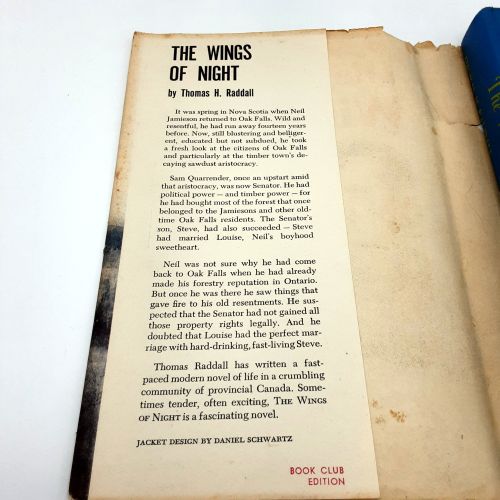 THE WINGS
OF NIGHT
by Thomas H. Raddall
It was spring in Nova Scotia when Neil
Jamieson returned to Oak Falls. Wild and
resentful, he had run away fourteen years
before. Now, still blustering and belliger-
ent, educated but not subdued, he took
a fresh look at the citizens of Oak Falls
and particularly at the timber town's de-
caying sawdust aristocracy.
Sam Quarrender, once an upstart amid
that aristocracy, was now Senator. He had
political power — and timber power — for
he had bought most of the forest that once
belonged to the Jamiesons and other old-
time Oak Falls residents. The Senator's
son, Steve, had also succeeded — Steve
had married Louise, Neil's boyhood
sweetheart.
Neil was not sure why he had come
back to Oak Falls when he had already
made his forestry reputation in Ontario.
But once he was there he saw things that
gave fire to his old resentments. He sus-
pected that the Senator had not gained all
those property rights legally. And he
doubted that Louise had the perfect mar-
riage with hard-drinking, fast-living Steve.
Thomas Raddall has written a fast-
paced modern novel of life in a crumbling
community of provincial Canada. Some-
times tender, often exciting, THE WINGS
OF NIGHT is a fascinating novel.
JACKET DESIGN BY DANIEL SCHWARTZ
BOOK CLUB
EDITION